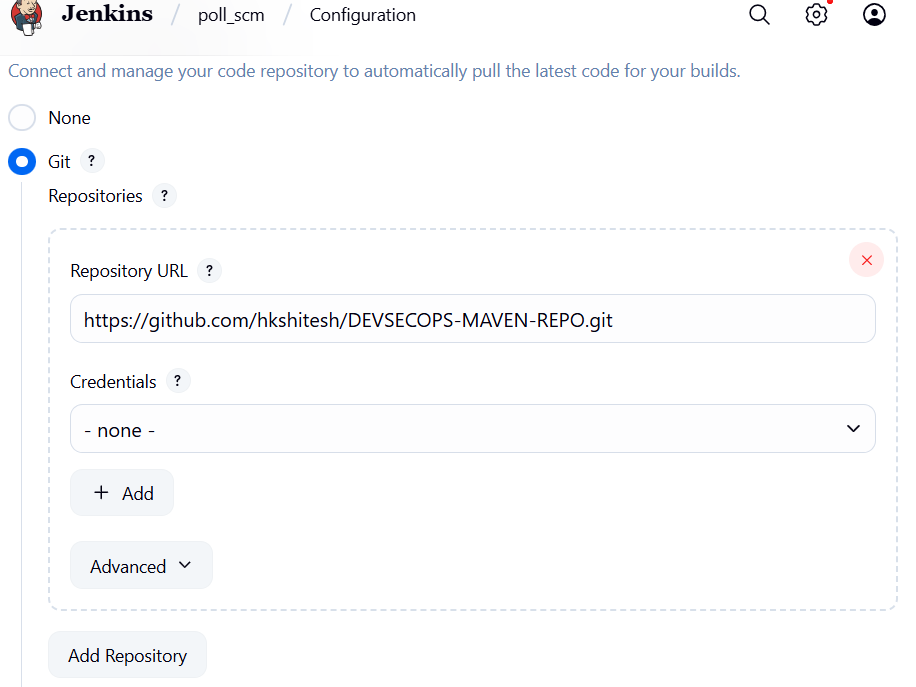 Jenkins / poll_scm / Configuration
Connect and manage your code repository to automatically pull the latest code for your builds.
None
Git ?
Repositories ?
Repository URL ?
https://github.com/hkshitesh/DEVSECOPS-MAVEN-REPO.git
Credentials ?
- none -
+ Add
Advanced
Add Repository